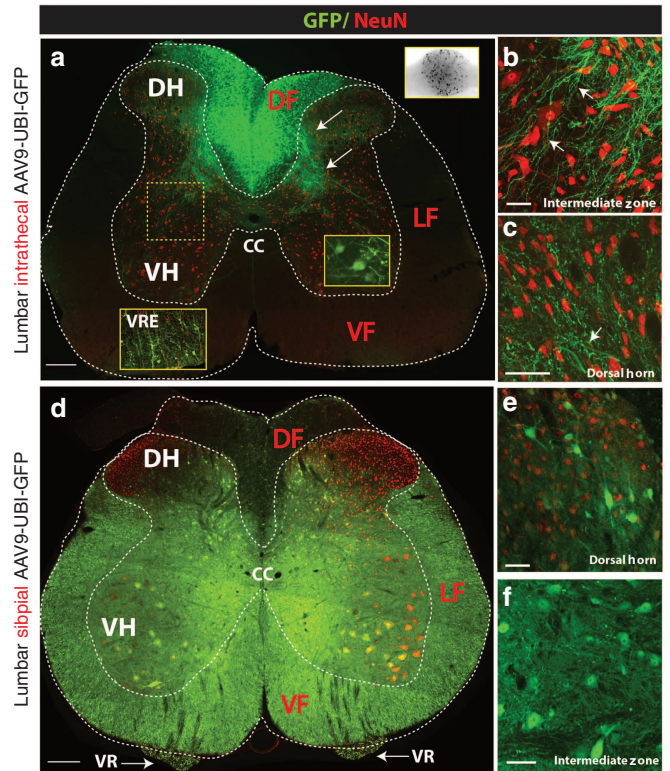 GFP/ NeuN
Lumbar intrathecal AAV9-UBI-GFP
a
DH
DF
LF
CC
VH
VRE
VF
b
Intermediate zone
c
Dorsal horn
Lumbar sibpial AAV9-UBI-GFP
d
DH
DF
CC
LF
VH
VF
VR
VR
e
Dorsal horn
f
Intermediate zone